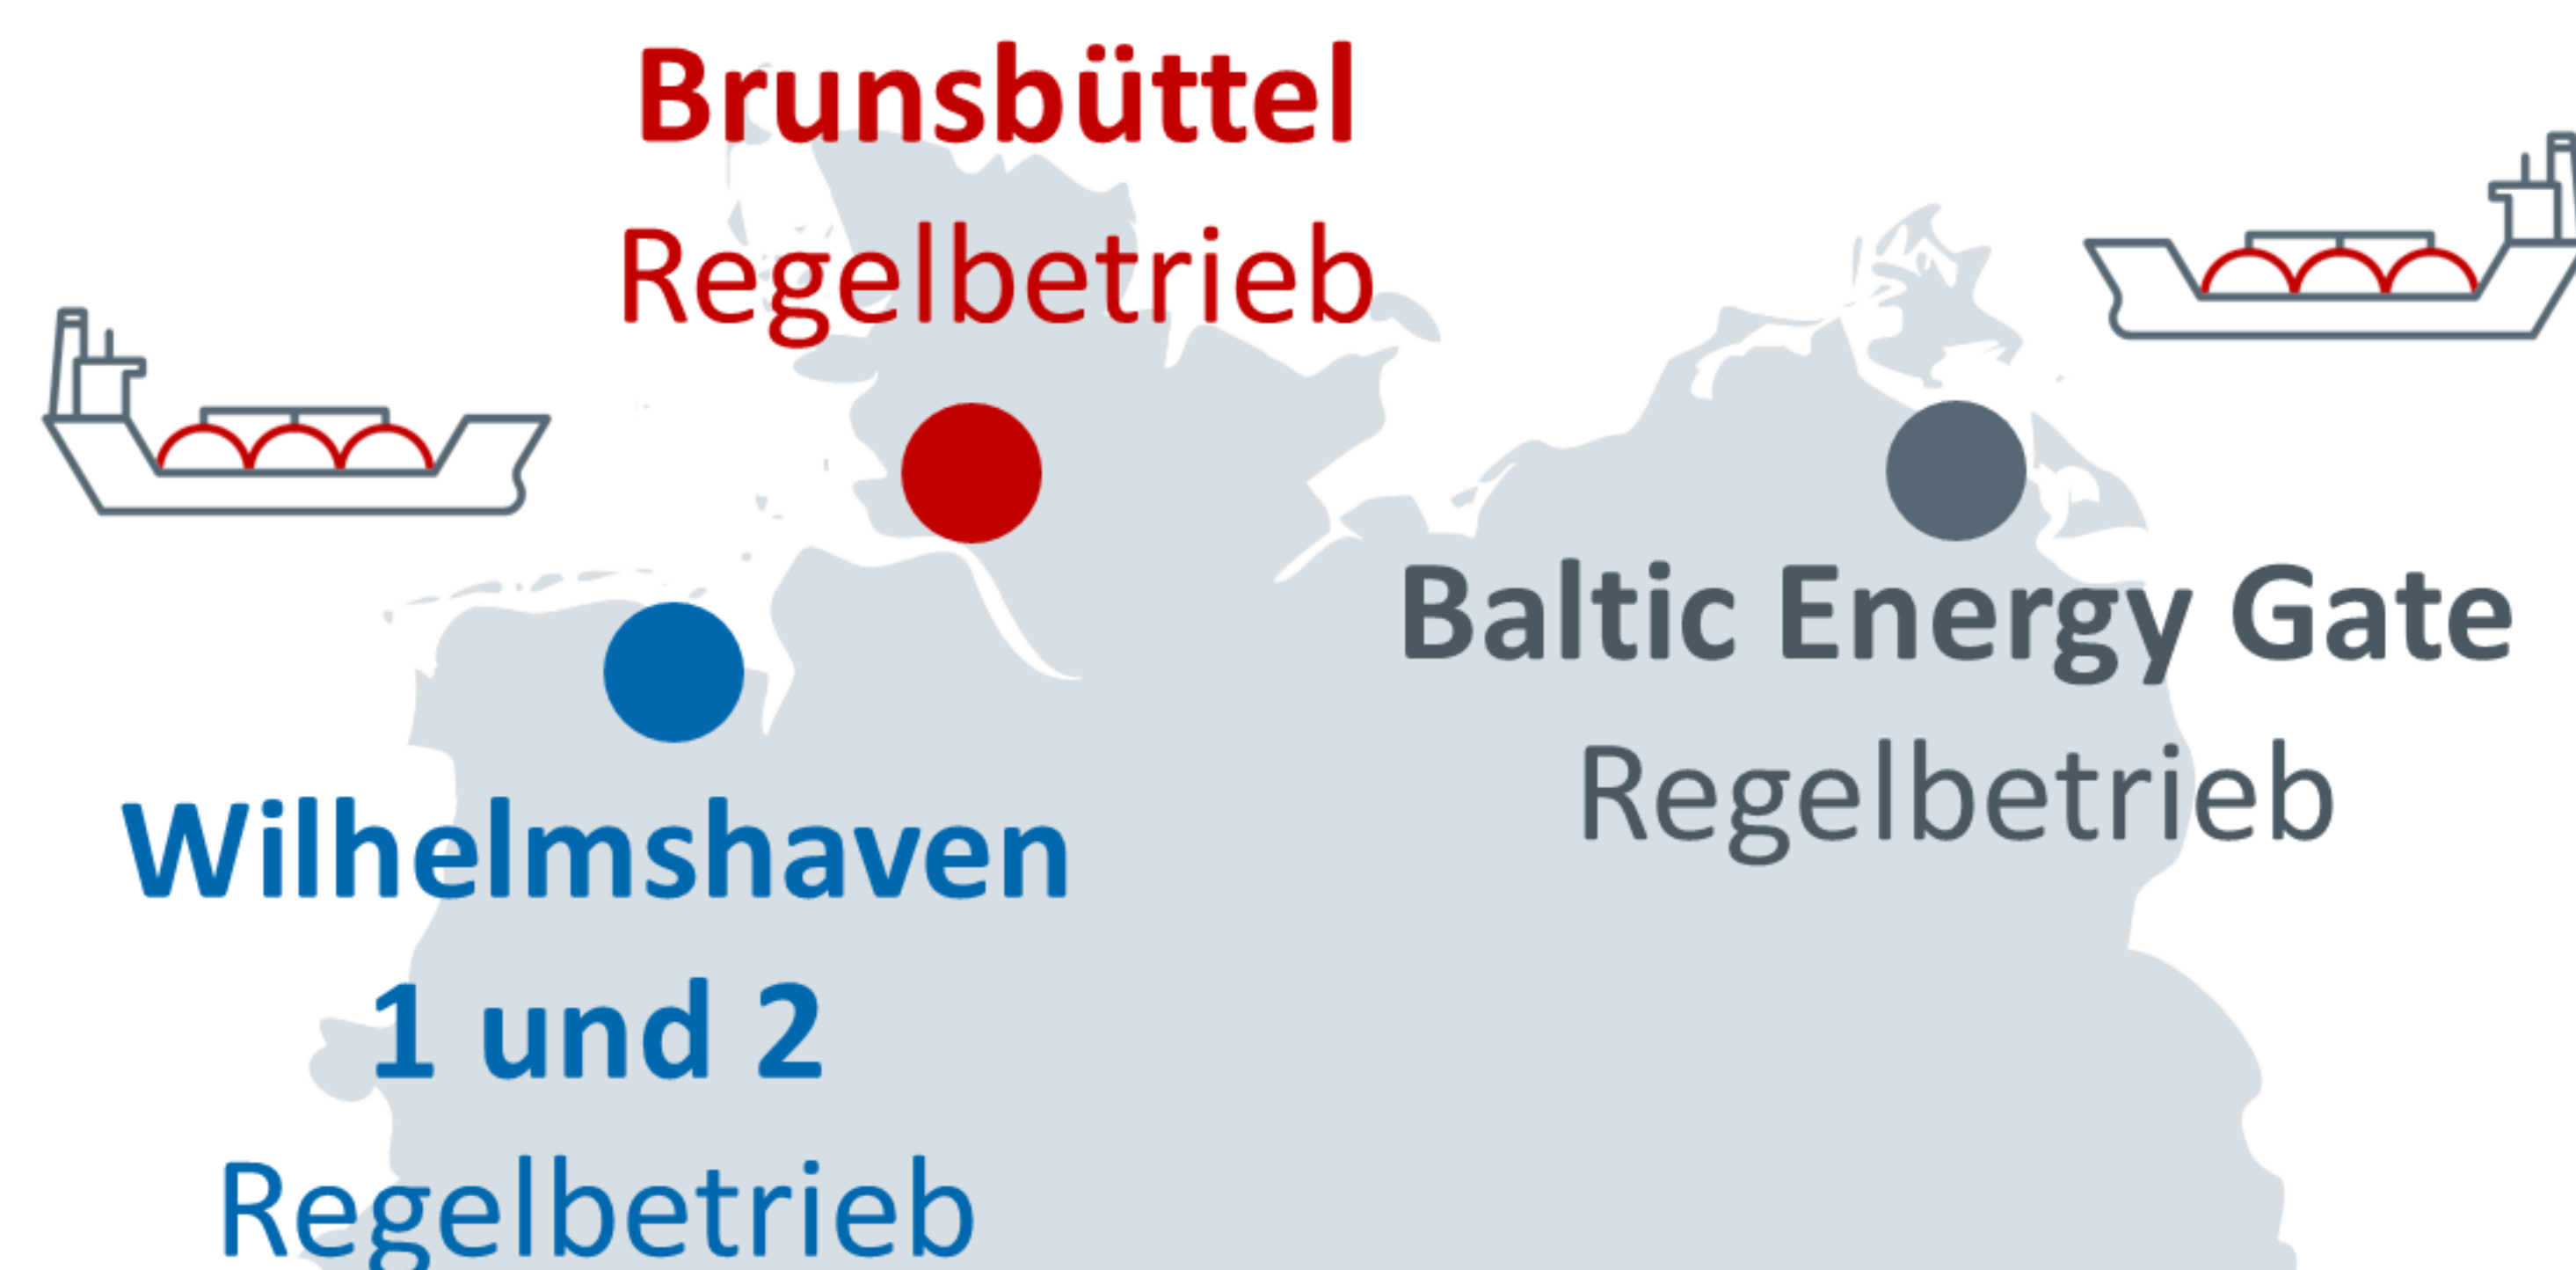 Brunsbüttel
Regelbetrieb
Baltic Energy Gate
Regelbetrieb
Wilhelmshaven
1 und 2
Regelbetrieb